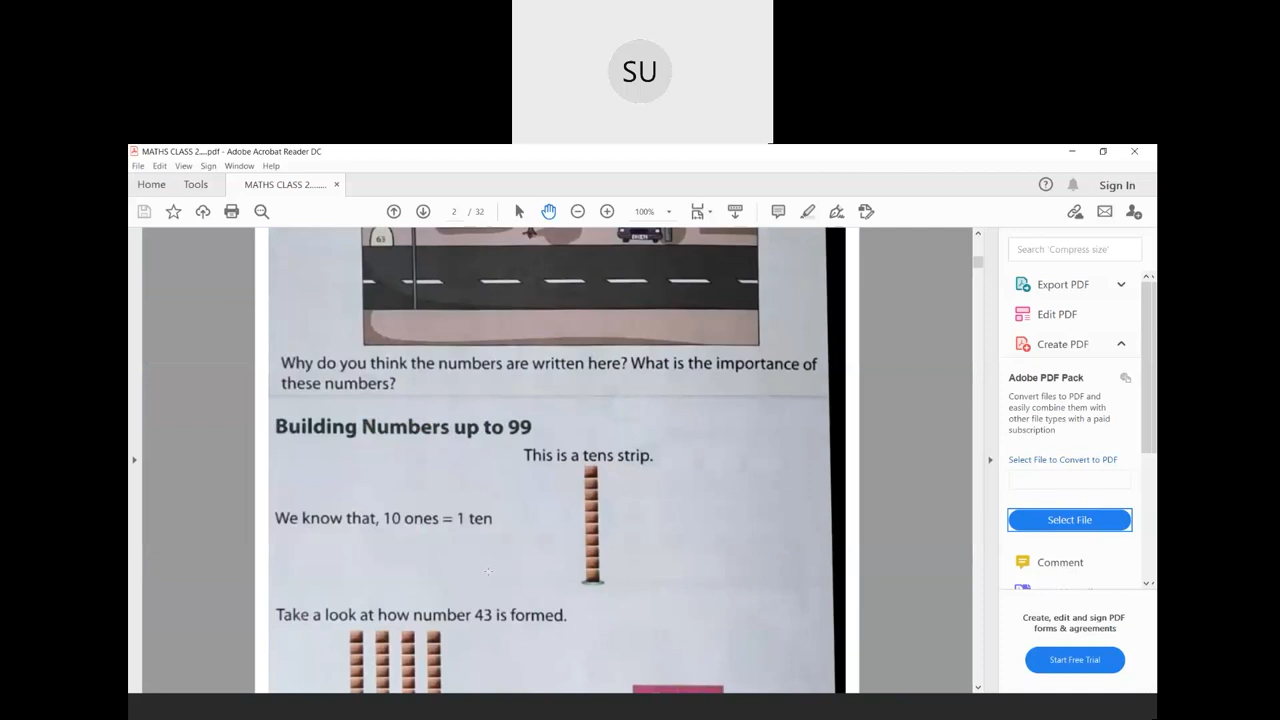 SU
MATHS CLASS 2....pdf - Adobe Acrobat Reader DC
File Edit View Sign Window Help
Home Tools MATHS CLASS 2....... ×
2 / 32 100%
Sign In
63
Why do you think the numbers are written here? What is the importance of
these numbers?
Building Numbers up to 99
This is a tens strip.
We know that, 10 ones = 1 ten
Take a look at how number 43 is formed.
Search 'Compress size'
Export PDF
Edit PDF
Create PDF
Adobe PDF Pack
Convert files to PDF and
easily combine them with
other file types with a paid
subscription
Select File to Convert to PDF
Select File
Comment
Create, edit and sign PDF
forms & agreements
Start Free Trial